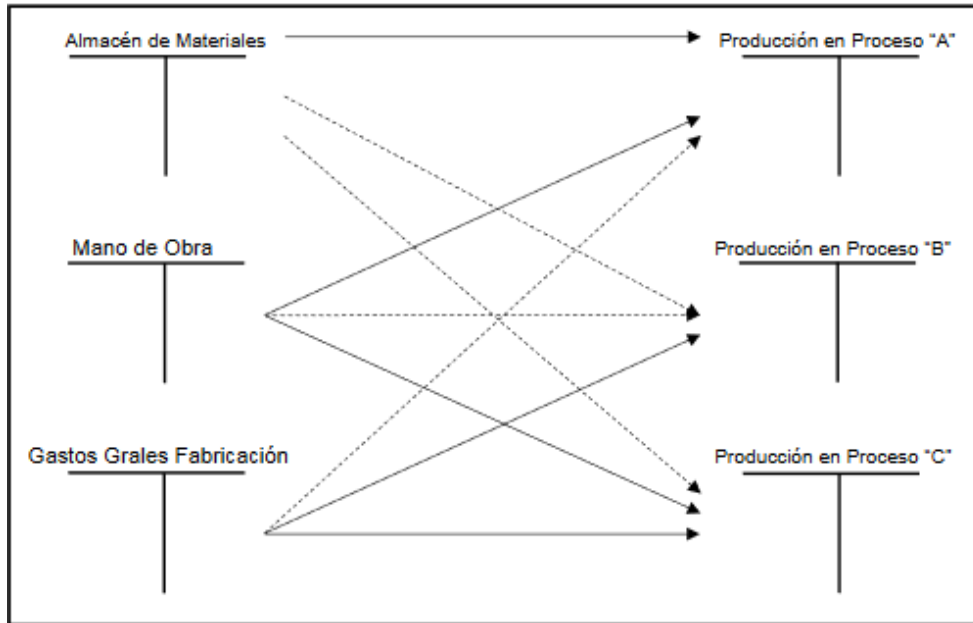 Almacén de Materiales
Producción en Proceso "A"
Mano de Obra
Producción en Proceso "B"
Gastos Grales Fabricación
Producción en Proceso "C"